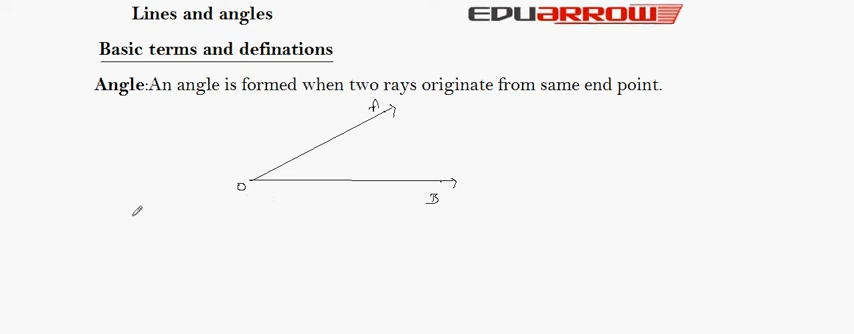 Lines and angles
EDUARROW
Basic terms and definations
Angle:An angle is formed when two rays originate from same end point.
A
O
B